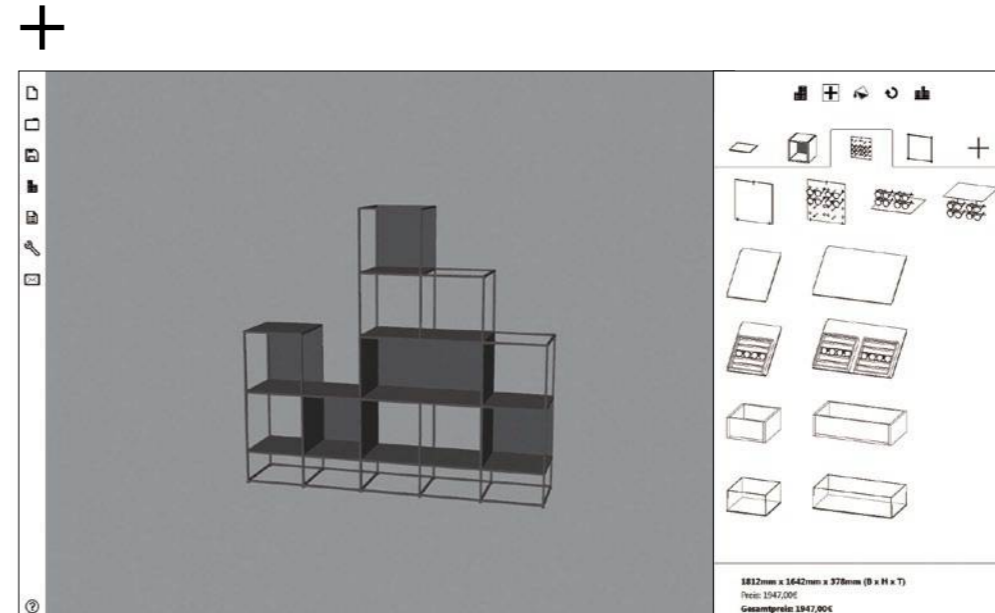 1812mm x 1642mm x 378mm (B x H x T)
Preis: 1947,00€
Gesamtpreis: 1947,00€